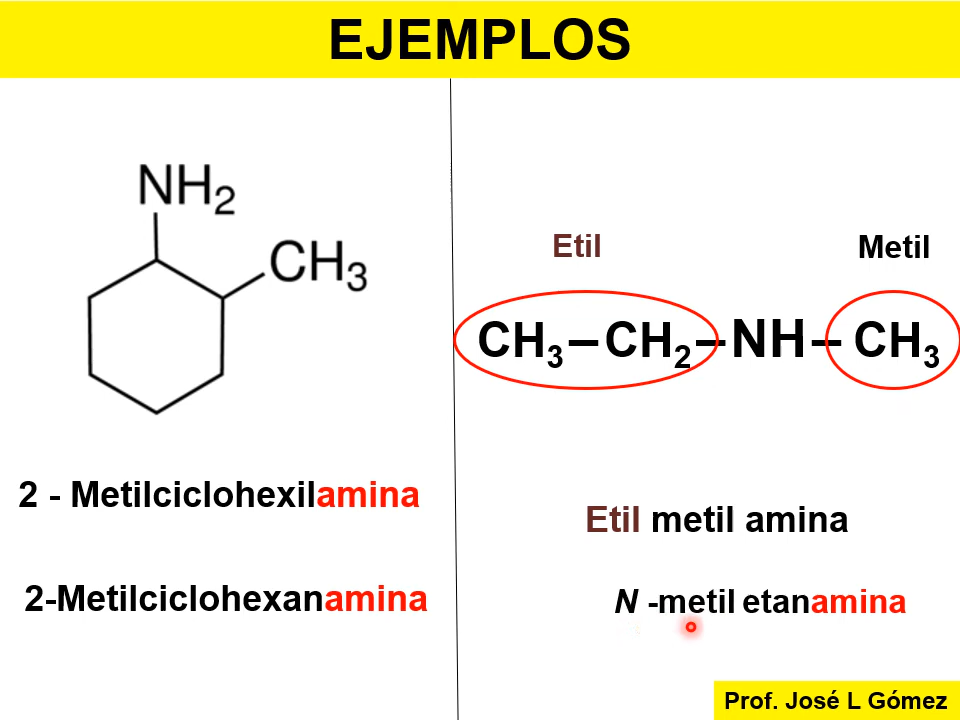 EJEMPLOS
NH2
CH3
2 - Metilciclohexilamina
2-Metilciclohexanamina
Etil Metil
CH3–CH2–NH–CH3
Etil metil amina
N -metil etanamina
Prof. José L Gómez